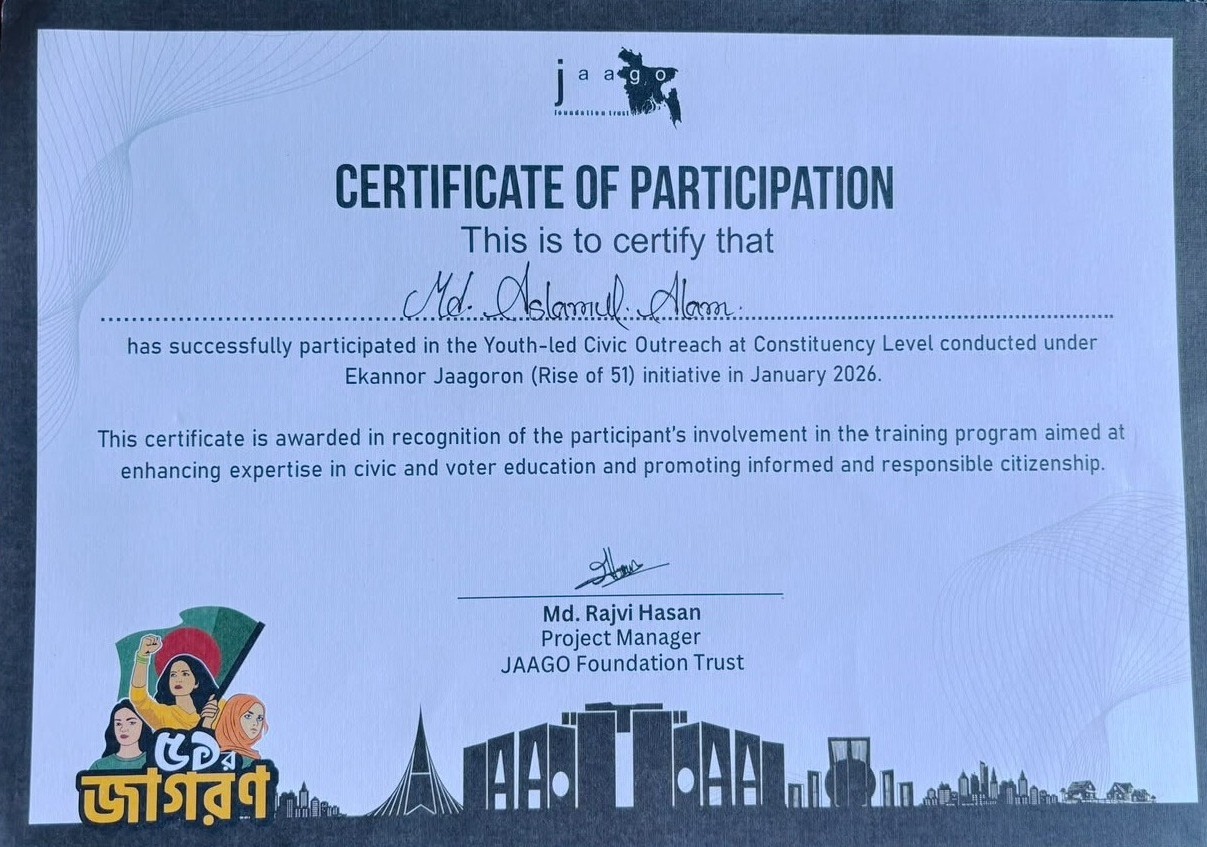 jaago
foundation trust
CERTIFICATE OF PARTICIPATION
This is to certify that
Md. Aslamul. Alam.
has successfully participated in the Youth-led Civic Outreach at Constituency Level conducted under
Ekannor Jaagoron (Rise of 51) initiative in January 2026.
This certificate is awarded in recognition of the participant's involvement in the training program aimed at
enhancing expertise in civic and voter education and promoting informed and responsible citizenship.
Md. Rajvi Hasan
Project Manager
JAAGO Foundation Trust
৫১র
জাগরণ